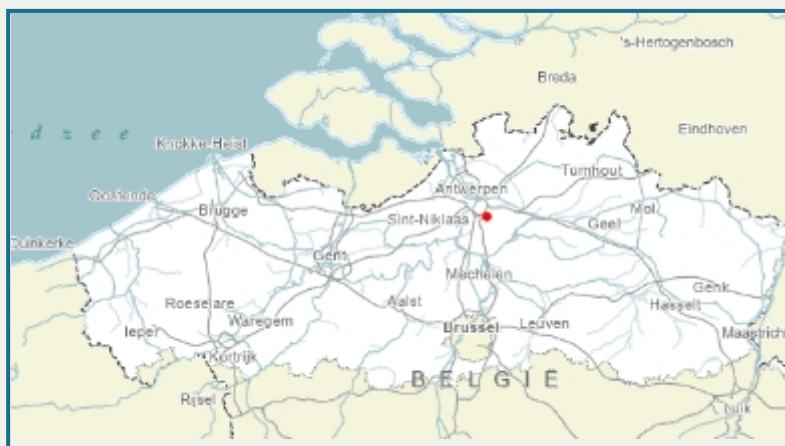 's-Hertogenbosch
Breda
d z e e
Eindhoven
Knokke-Heist
Turnhout
Antwerpen
Oostende
Mol
Brugge
Sint-Niklaas
Geel
Duinkerke
Gent
Mechelen
Genk
Roeselare
Aalst
Hasselt
Waregem
Brussel
Leuven
Ieper
Maastrich
Kortrijk
BELGIË
Rijsel
Luik